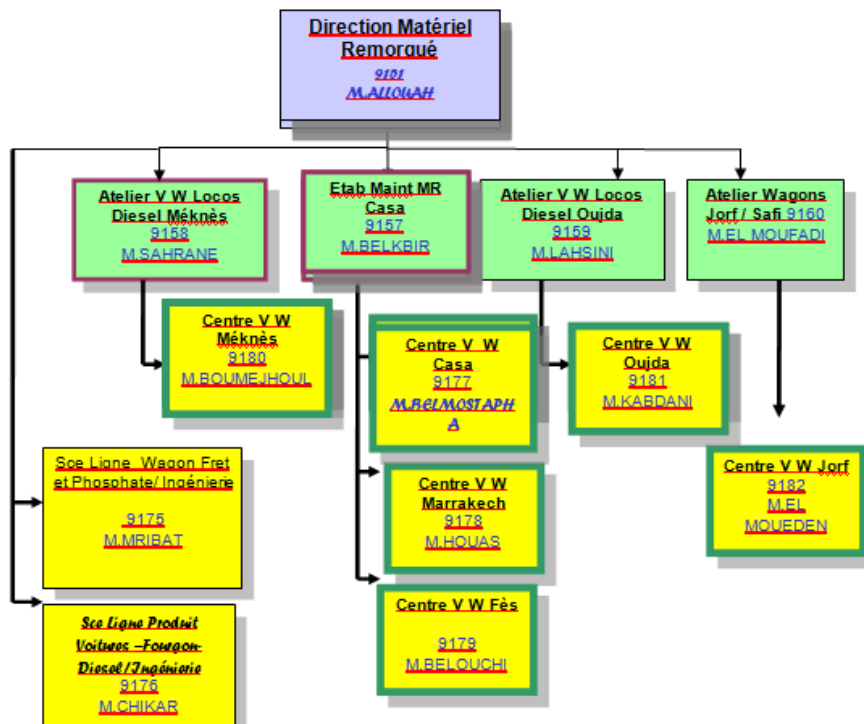 Direction Matériel
Remorqué
9101
M.ALLOUAH
Atelier V W Locos
Diesel Méknès
9158
M.SAHRANE
Etab Maint MR
Casa
9157
M.BELKBIR
Atelier V W Locos
Diesel Oujda
9159
M.LAHSINI
Atelier Wagons
Jorf / Safi 9160
M.EL MOUFADI
Centre V W
Méknès
9180
M.BOUMEJHOUL
Centre V W
Casa
9177
M.BELMOSTAPH
A
Centre V W
Oujda
9181
M.KABDANI
Sce Ligne Wagon Fret
et Phosphate/ Ingénierie
9175
M.MRIBAT
Centre V W
Marrakech
9178
M.HOUAS
Centre V W Jorf
9182
M.EL
MOUEDEN
Sce Ligne Produit
Voitures –Fourgon-
Diesel/Ingénierie
9176
M.CHIKAR
Centre V W Fès
9179
M.BELOUCHI